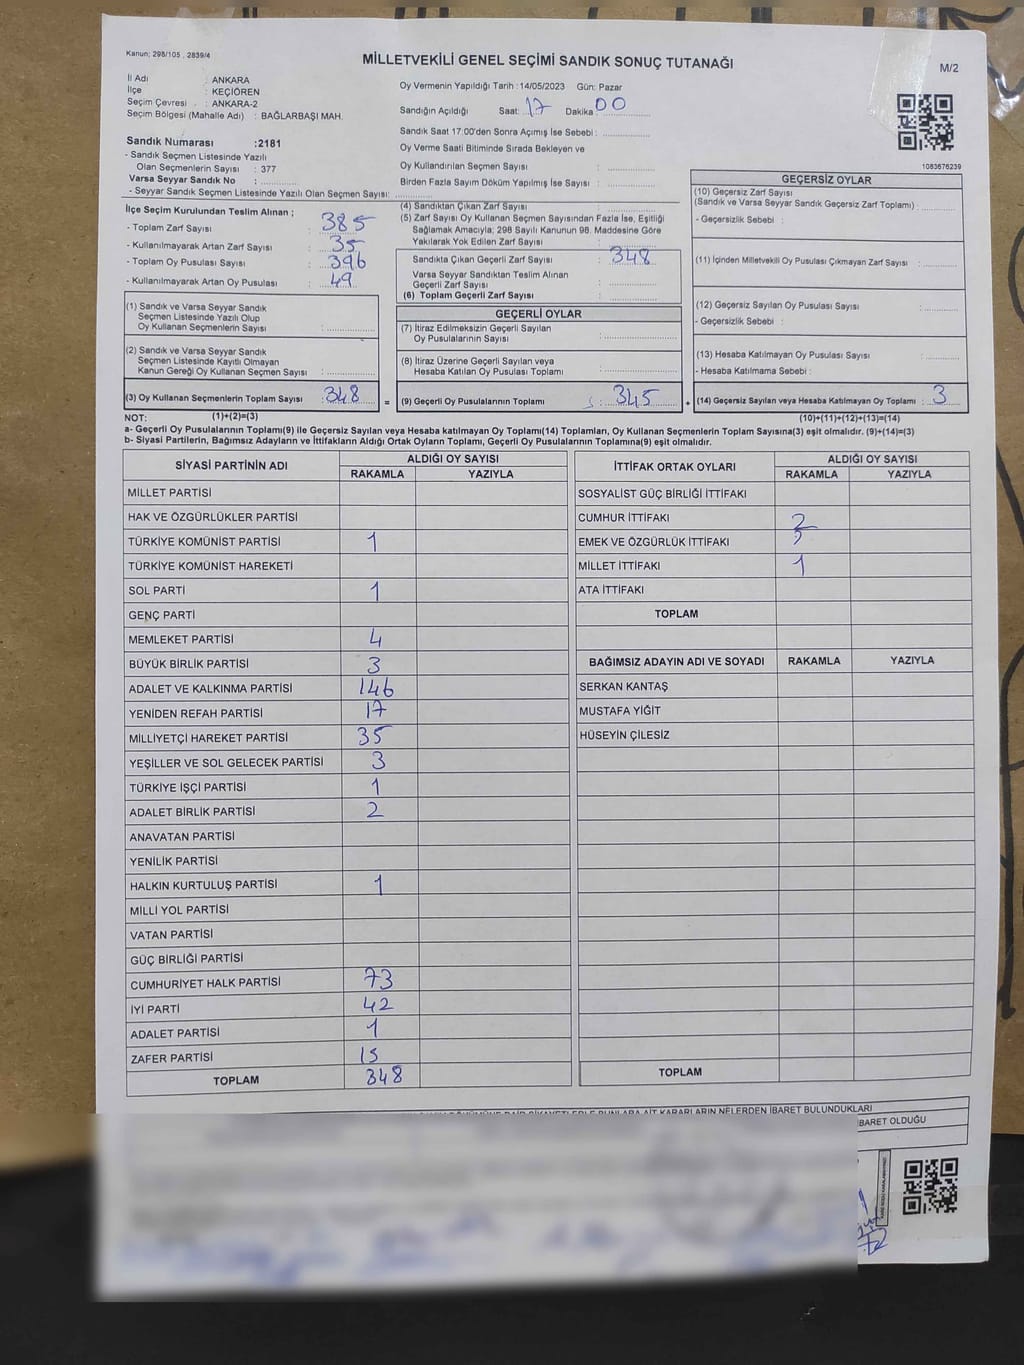 Kanun; 298/105 , 2839/4
MİLLETVEKİLİ GENEL SEÇİMİ SANDIK SONUÇ TUTANAĞI
M/2
İl Adı : ANKARA
İlçe : KEÇİÖREN
Seçim Çevresi : ANKARA-2
Seçim Bölgesi (Mahalle Adı) : BAĞLARBAŞI MAH.
Oy Vermenin Yapıldığı Tarih :14/05/2023 Gün: Pazar
Sandığın Açıldığı Saat: 17 Dakika 00
Sandık Saat 17:00'den Sonra Açımış İse Sebebi :
Oy Verme Saati Bitiminde Sırada Bekleyen ve
Oy Kullandırılan Seçmen Sayısı :
Birden Fazla Sayım Döküm Yapılmış İse Sayısı :
1083676239
Sandık Numarası :2181
- Sandık Seçmen Listesinde Yazılı
Olan Seçmenlerin Sayısı : 377
Varsa Seyyar Sandık No :
- Seyyar Sandık Seçmen Listesinde Yazılı Olan Seçmen Sayısı:
İlçe Seçim Kurulundan Teslim Alınan ;
- Toplam Zarf Sayısı : 385
- Kullanılmayarak Artan Zarf Sayısı : 35
- Toplam Oy Pusulası Sayısı : 396
- Kullanılmayarak Artan Oy Pusulası : 49
(1) Sandık ve Varsa Seyyar Sandık
Seçmen Listesinde Yazılı Olup
Oy Kullanan Seçmenlerin Sayısı :
(2) Sandık ve Varsa Seyyar Sandık
Seçmen Listesinde Kayıtlı Olmayan
Kanun Gereği Oy Kullanan Seçmen Sayısı :
(3) Oy Kullanan Seçmenlerin Toplam Sayısı : 348 =
(4) Sandıktan Çıkan Zarf Sayısı :
(5) Zarf Sayısı Oy Kullanan Seçmen Sayısından Fazla İse, Eşitliği
Sağlamak Amacıyla; 298 Sayılı Kanunun 98. Maddesine Göre
Yakılarak Yok Edilen Zarf Sayısı :
Sandıkta Çıkan Geçerli Zarf Sayısı : 348
Varsa Seyyar Sandıktan Teslim Alınan
Geçerli Zarf Sayısı :
(6) Toplam Geçerli Zarf Sayısı :
GEÇERLİ OYLAR
(7) İtiraz Edilmeksizin Geçerli Sayılan
Oy Pusulalarının Sayısı :
(8) İtiraz Üzerine Geçerli Sayılan veya
Hesaba Katılan Oy Pusulası Toplamı :
(9) Geçerli Oy Pusulalarının Toplamı : 345 +
GEÇERSİZ OYLAR
(10) Geçersiz Zarf Sayısı
(Sandık ve Varsa Seyyar Sandık Geçersiz Zarf Toplamı) :
- Geçersizlik Sebebi :
(11) İçinden Milletvekili Oy Pusulası Çıkmayan Zarf Sayısı :
(12) Geçersiz Sayılan Oy Pusulası Sayısı :
- Geçersizlik Sebebi :
(13) Hesaba Katılmayan Oy Pusulası Sayısı :
- Hesaba Katılmama Sebebi :
(14) Geçersiz Sayılan veya Hesaba Katılmayan Oy Toplamı : 3
NOT: (1)+(2)=(3) (10)+(11)+(12)+(13)=(14)
a- Geçerli Oy Pusulalarının Toplamı(9) ile Geçersiz Sayılan veya Hesaba katılmayan Oy Toplamı(14) Toplamları, Oy Kullanan Seçmenlerin Toplam Sayısına(3) eşit olmalıdır. (9)+(14)=(3)
b- Siyasi Partilerin, Bağımsız Adayların ve İttifakların Aldığı Ortak Oyların Toplamı, Geçerli Oy Pusulalarının Toplamına(9) eşit olmalıdır.
SİYASİ PARTİNİN ADI ALDIĞI OY SAYISI
RAKAMLA YAZIYLA
MİLLET PARTİSİ
HAK VE ÖZGÜRLÜKLER PARTİSİ
TÜRKİYE KOMÜNİST PARTİSİ 1
TÜRKİYE KOMÜNİST HAREKETİ
SOL PARTİ 1
GENÇ PARTİ
MEMLEKET PARTİSİ 4
BÜYÜK BİRLİK PARTİSİ 3
ADALET VE KALKINMA PARTİSİ 146
YENİDEN REFAH PARTİSİ 17
MİLLİYETÇİ HAREKET PARTİSİ 35
YEŞİLLER VE SOL GELECEK PARTİSİ 3
TÜRKİYE İŞÇİ PARTİSİ 1
ADALET BİRLİK PARTİSİ 2
ANAVATAN PARTİSİ
YENİLİK PARTİSİ
HALKIN KURTULUŞ PARTİSİ 1
MİLLİ YOL PARTİSİ
VATAN PARTİSİ
GÜÇ BİRLİĞİ PARTİSİ
CUMHURİYET HALK PARTİSİ 73
İYİ PARTİ 42
ADALET PARTİSİ 1
ZAFER PARTİSİ 15
TOPLAM 348
İTTİFAK ORTAK OYLARI ALDIĞI OY SAYISI
RAKAMLA YAZIYLA
SOSYALİST GÜÇ BİRLİĞİ İTTİFAKI
CUMHUR İTTİFAKI 2
EMEK VE ÖZGÜRLÜK İTTİFAKI
MİLLET İTTİFAKI 1
ATA İTTİFAKI
TOPLAM
BAĞIMSIZ ADAYIN ADI VE SOYADI RAKAMLA YAZIYLA
SERKAN KANTAŞ
MUSTAFA YİĞİT
HÜSEYİN ÇİLESİZ
TOPLAM
KARARLARIN NELERDEN İBARET BULUNDUKLARI
İBARET OLDUĞU